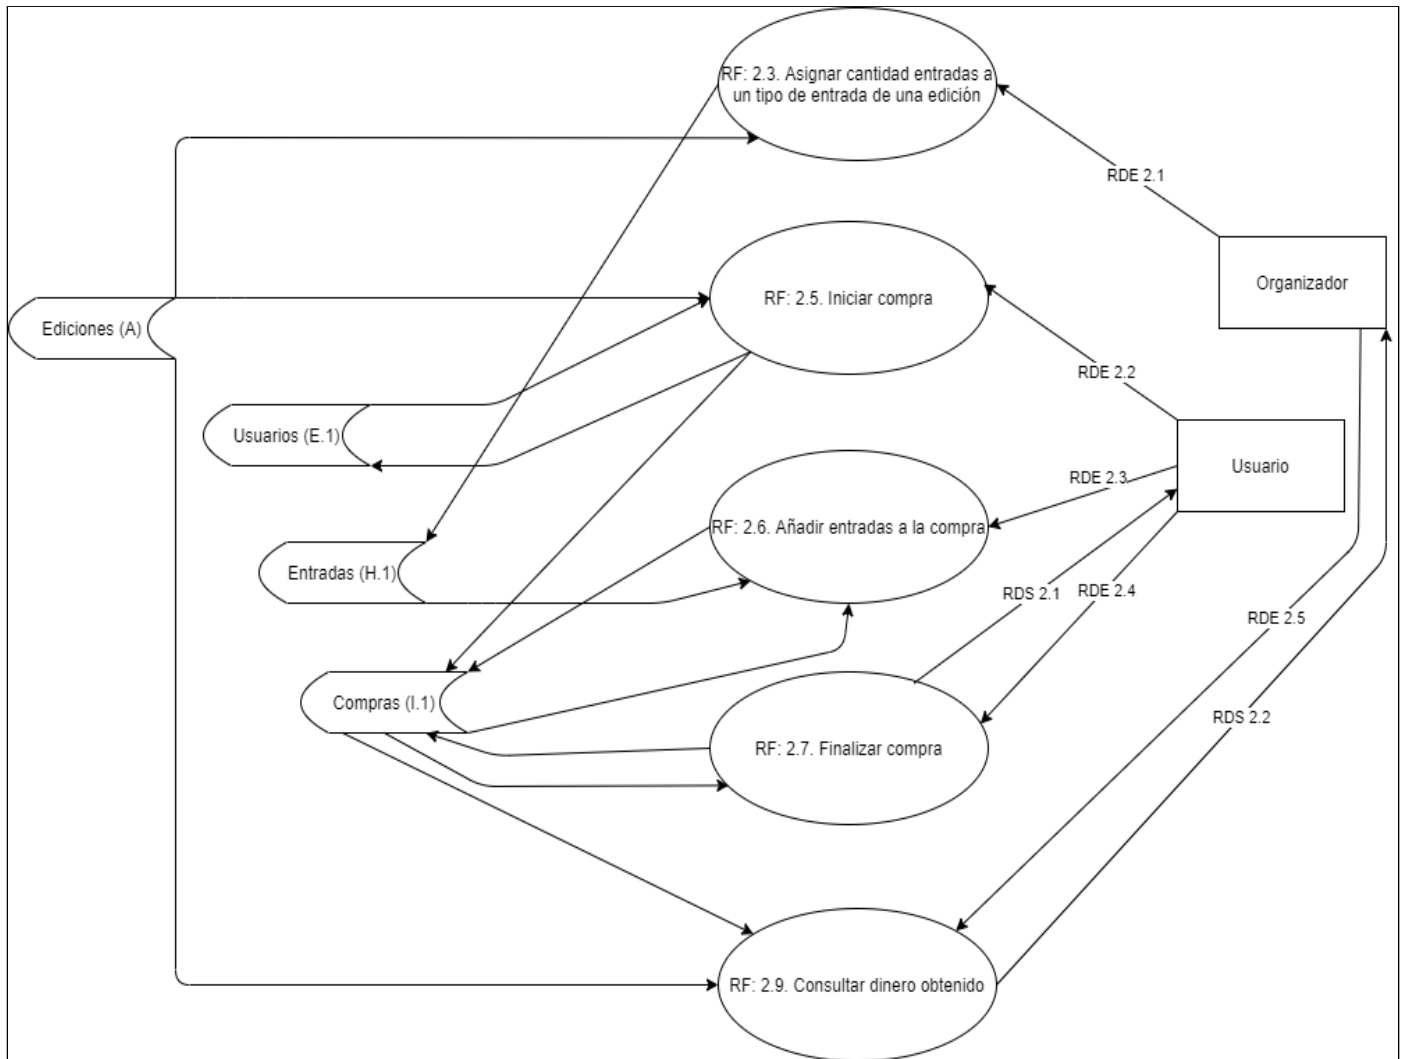 RF: 2.3. Asignar cantidad entradas a
un tipo de entrada de una edición
RDE 2.1
Organizador
RF: 2.5. Iniciar compra
Ediciones (A)
RDE 2.2
Usuarios (E.1)
Usuario
RDE 2.3
RF: 2.6. Añadir entradas a la compra
Entradas (H.1)
RDS 2.1
RDE 2.4
RDE 2.5
Compras (I.1)
RDS 2.2
RF: 2.7. Finalizar compra
RF: 2.9. Consultar dinero obtenido